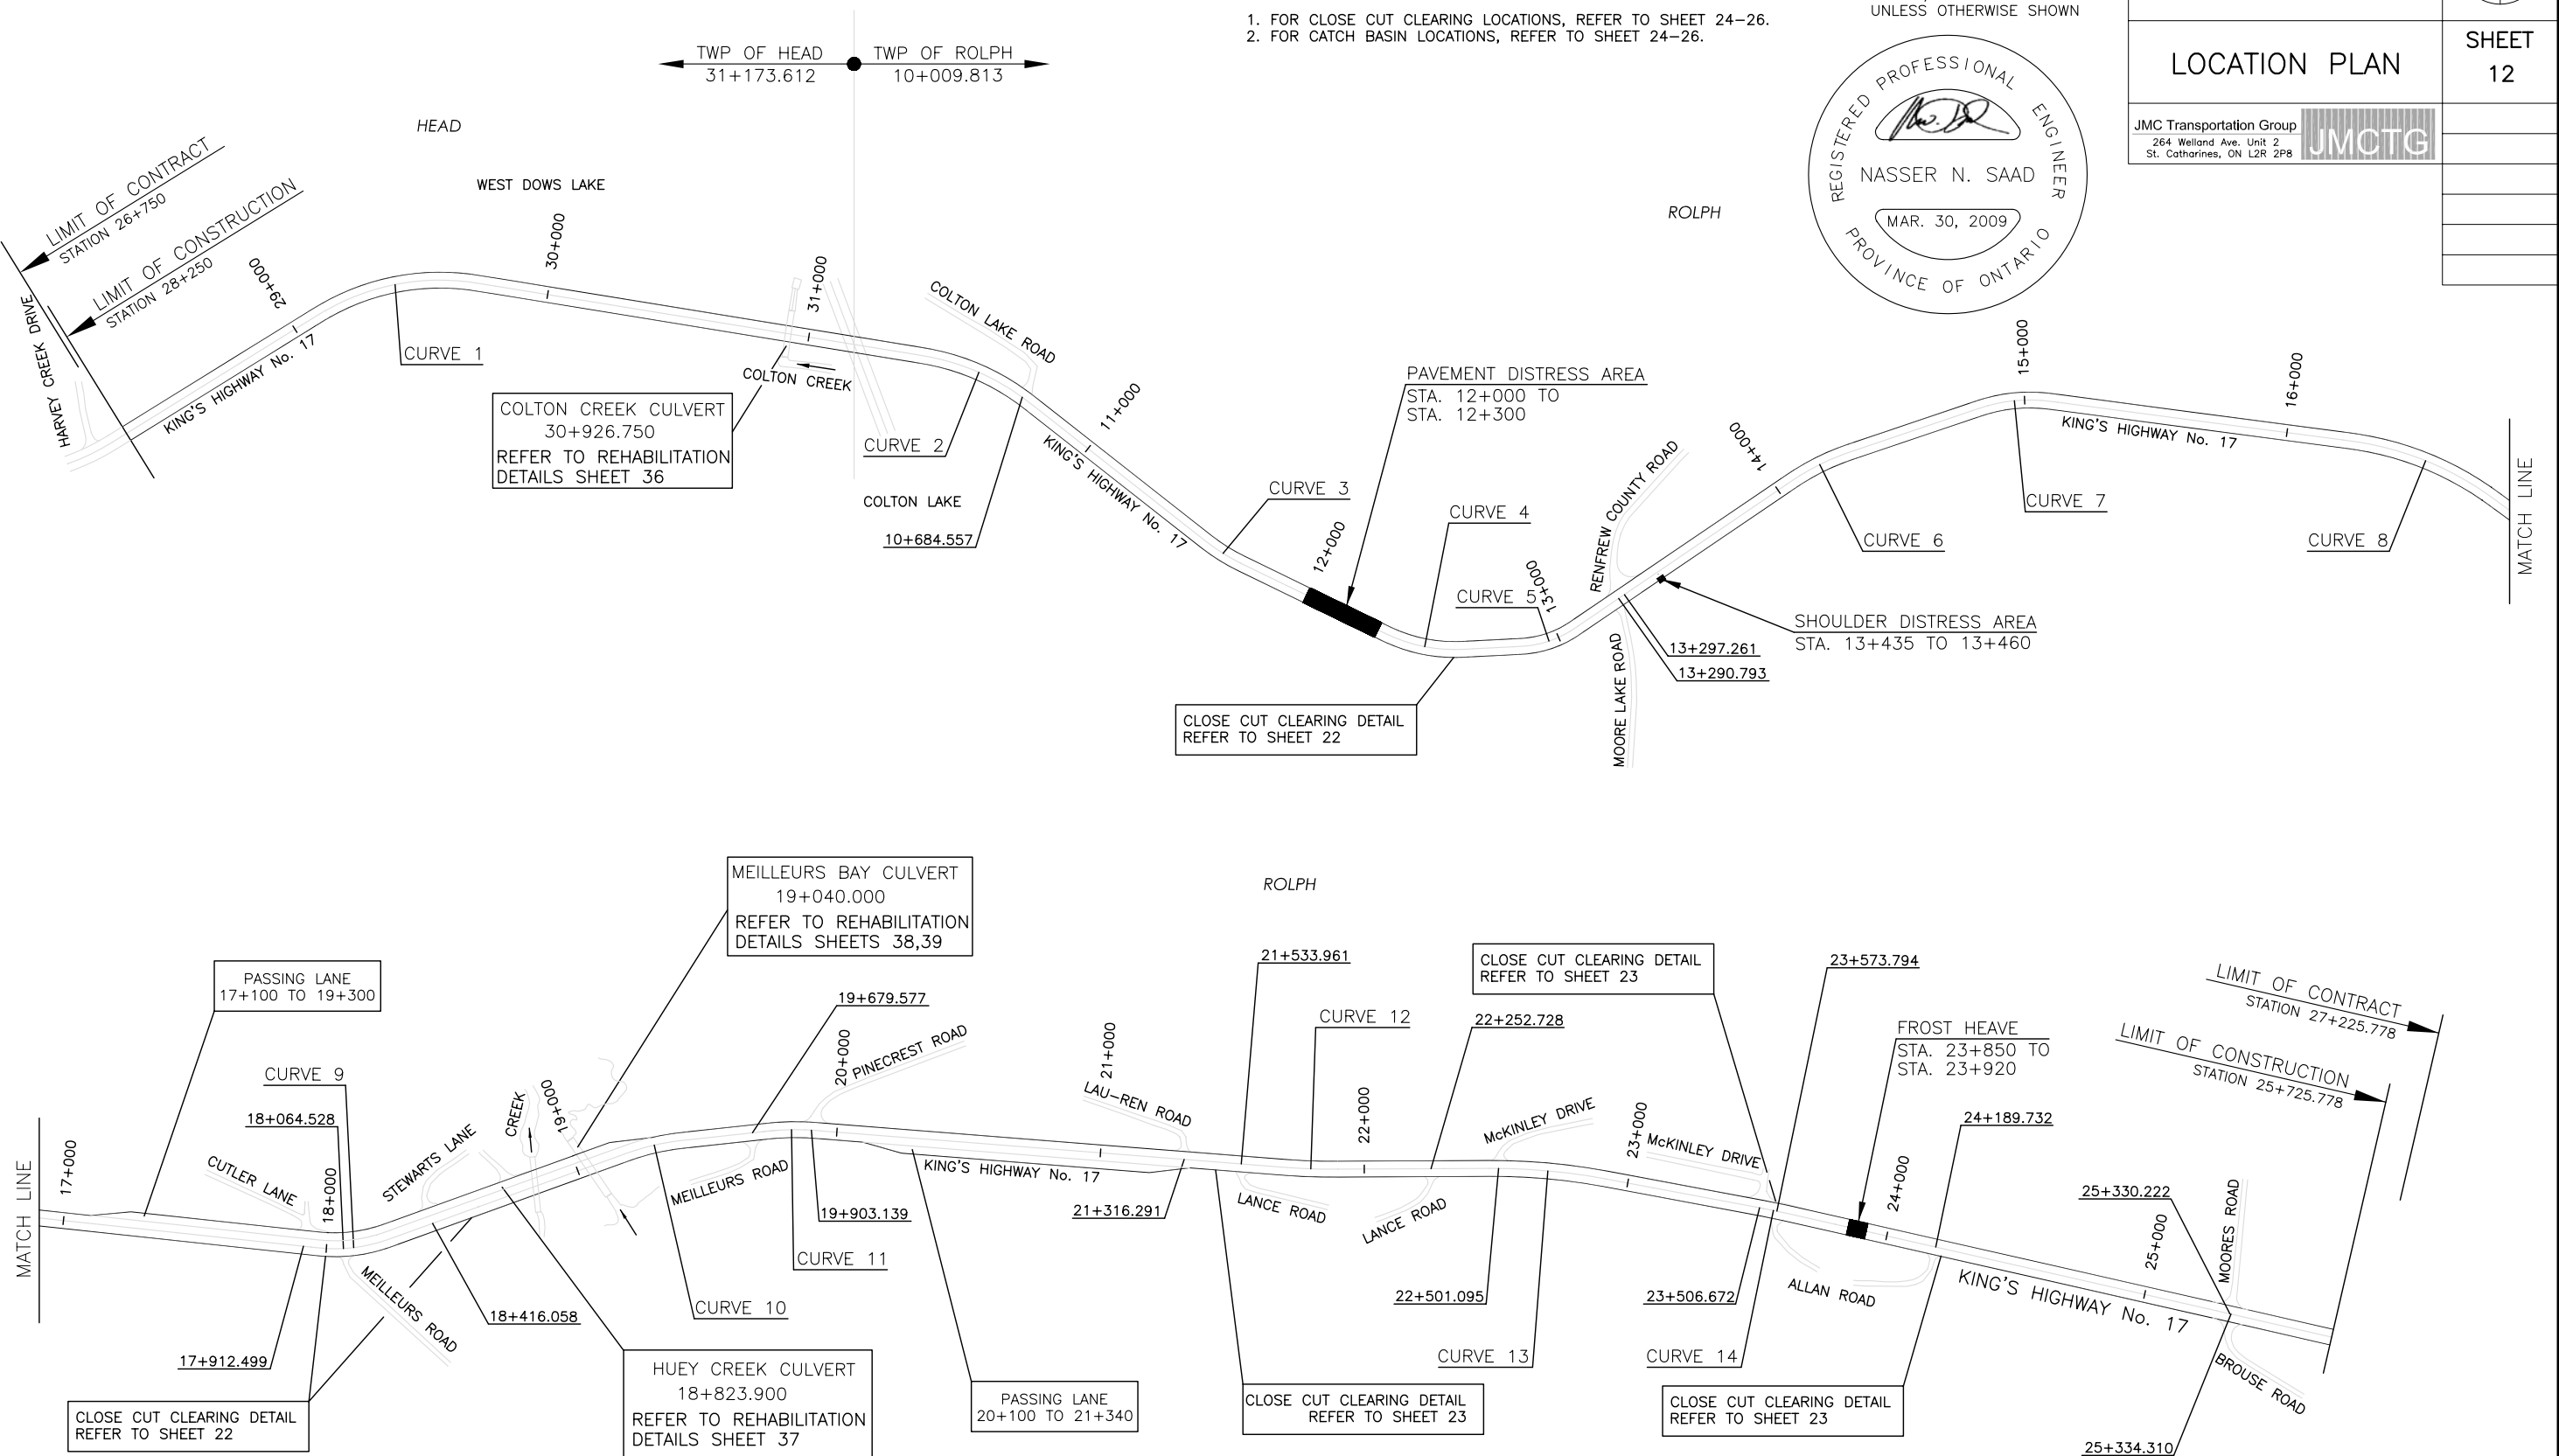 1. FOR CLOSE CUT CLEARING LOCATIONS, REFER TO SHEET 24-26.
2. FOR CATCH BASIN LOCATIONS, REFER TO SHEET 24-26.
UNLESS OTHERWISE SHOWN
LOCATION PLAN
SHEET
12
JMC Transportation Group
264 Welland Ave. Unit 2
St. Catharines, ON L2R 2P8
JMCTG
REGISTERED PROFESSIONAL ENGINEER
NASSER N. SAAD
MAR. 30, 2009
PROVINCE OF ONTARIO
TWP OF HEAD
31+173.612
TWP OF ROLPH
10+009.813
HEAD
WEST DOWS LAKE
ROLPH
LIMIT OF CONTRACT
STATION 26+750
LIMIT OF CONSTRUCTION
STATION 28+250
HARVEY CREEK DRIVE
29+000
KING'S HIGHWAY No. 17
CURVE 1
30+000
31+000
COLTON CREEK
COLTON CREEK CULVERT
30+926.750
REFER TO REHABILITATION
DETAILS SHEET 36
COLTON LAKE ROAD
CURVE 2
COLTON LAKE
10+684.557
11+000
KING'S HIGHWAY No. 17
CURVE 3
12+000
PAVEMENT DISTRESS AREA
STA. 12+000 TO
STA. 12+300
CURVE 4
CURVE 5
13+000
CLOSE CUT CLEARING DETAIL
REFER TO SHEET 22
RENFREW COUNTY ROAD
MOORE LAKE ROAD
13+297.261
13+290.793
SHOULDER DISTRESS AREA
STA. 13+435 TO 13+460
14+000
CURVE 6
15+000
CURVE 7
KING'S HIGHWAY No. 17
16+000
CURVE 8
MATCH LINE
MATCH LINE
17+000
PASSING LANE
17+100 TO 19+300
CURVE 9
18+064.528
CUTLER LANE
18+000
17+912.499
CLOSE CUT CLEARING DETAIL
REFER TO SHEET 22
MEILLEURS ROAD
STEWARTS LANE
18+416.058
CREEK
19+000
HUEY CREEK CULVERT
18+823.900
REFER TO REHABILITATION
DETAILS SHEET 37
MEILLEURS BAY CULVERT
19+040.000
REFER TO REHABILITATION
DETAILS SHEETS 38,39
MEILLEURS ROAD
CURVE 10
19+679.577
CURVE 11
19+903.139
20+000
PINECREST ROAD
PASSING LANE
20+100 TO 21+340
KING'S HIGHWAY No. 17
21+000
LAU-REN ROAD
21+316.291
ROLPH
21+533.961
LANCE ROAD
CLOSE CUT CLEARING DETAIL
REFER TO SHEET 23
CURVE 12
22+000
22+252.728
LANCE ROAD
McKINLEY DRIVE
22+501.095
CURVE 13
23+000
CLOSE CUT CLEARING DETAIL
REFER TO SHEET 23
McKINLEY DRIVE
23+573.794
23+506.672
CURVE 14
ALLAN ROAD
FROST HEAVE
STA. 23+850 TO
STA. 23+920
24+000
24+189.732
CLOSE CUT CLEARING DETAIL
REFER TO SHEET 23
KING'S HIGHWAY No. 17
25+000
25+330.222
MOORES ROAD
BROUSE ROAD
25+334.310
LIMIT OF CONTRACT
STATION 27+225.778
LIMIT OF CONSTRUCTION
STATION 25+725.778